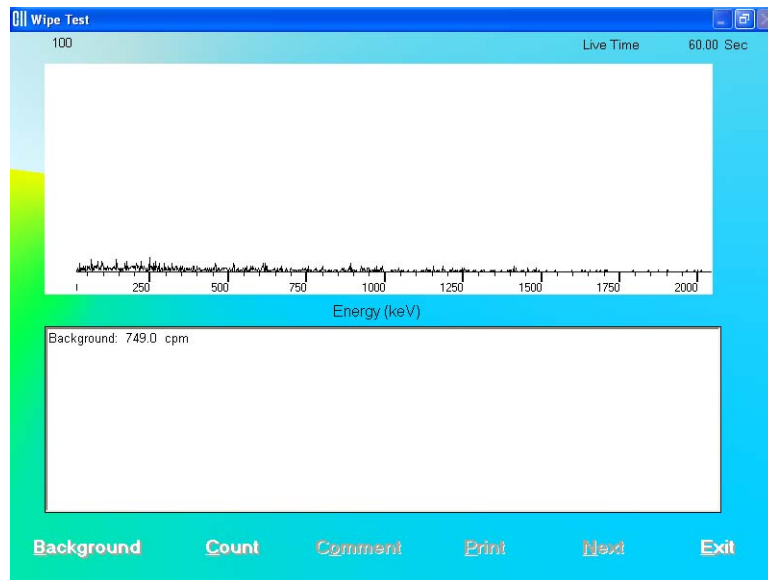 Wipe Test
100 Live Time 60.00 Sec
250 500 750 1000 1250 1500 1750 2000
Energy (keV)
Background: 749.0 cpm
Background Count Comment Print Next Exit